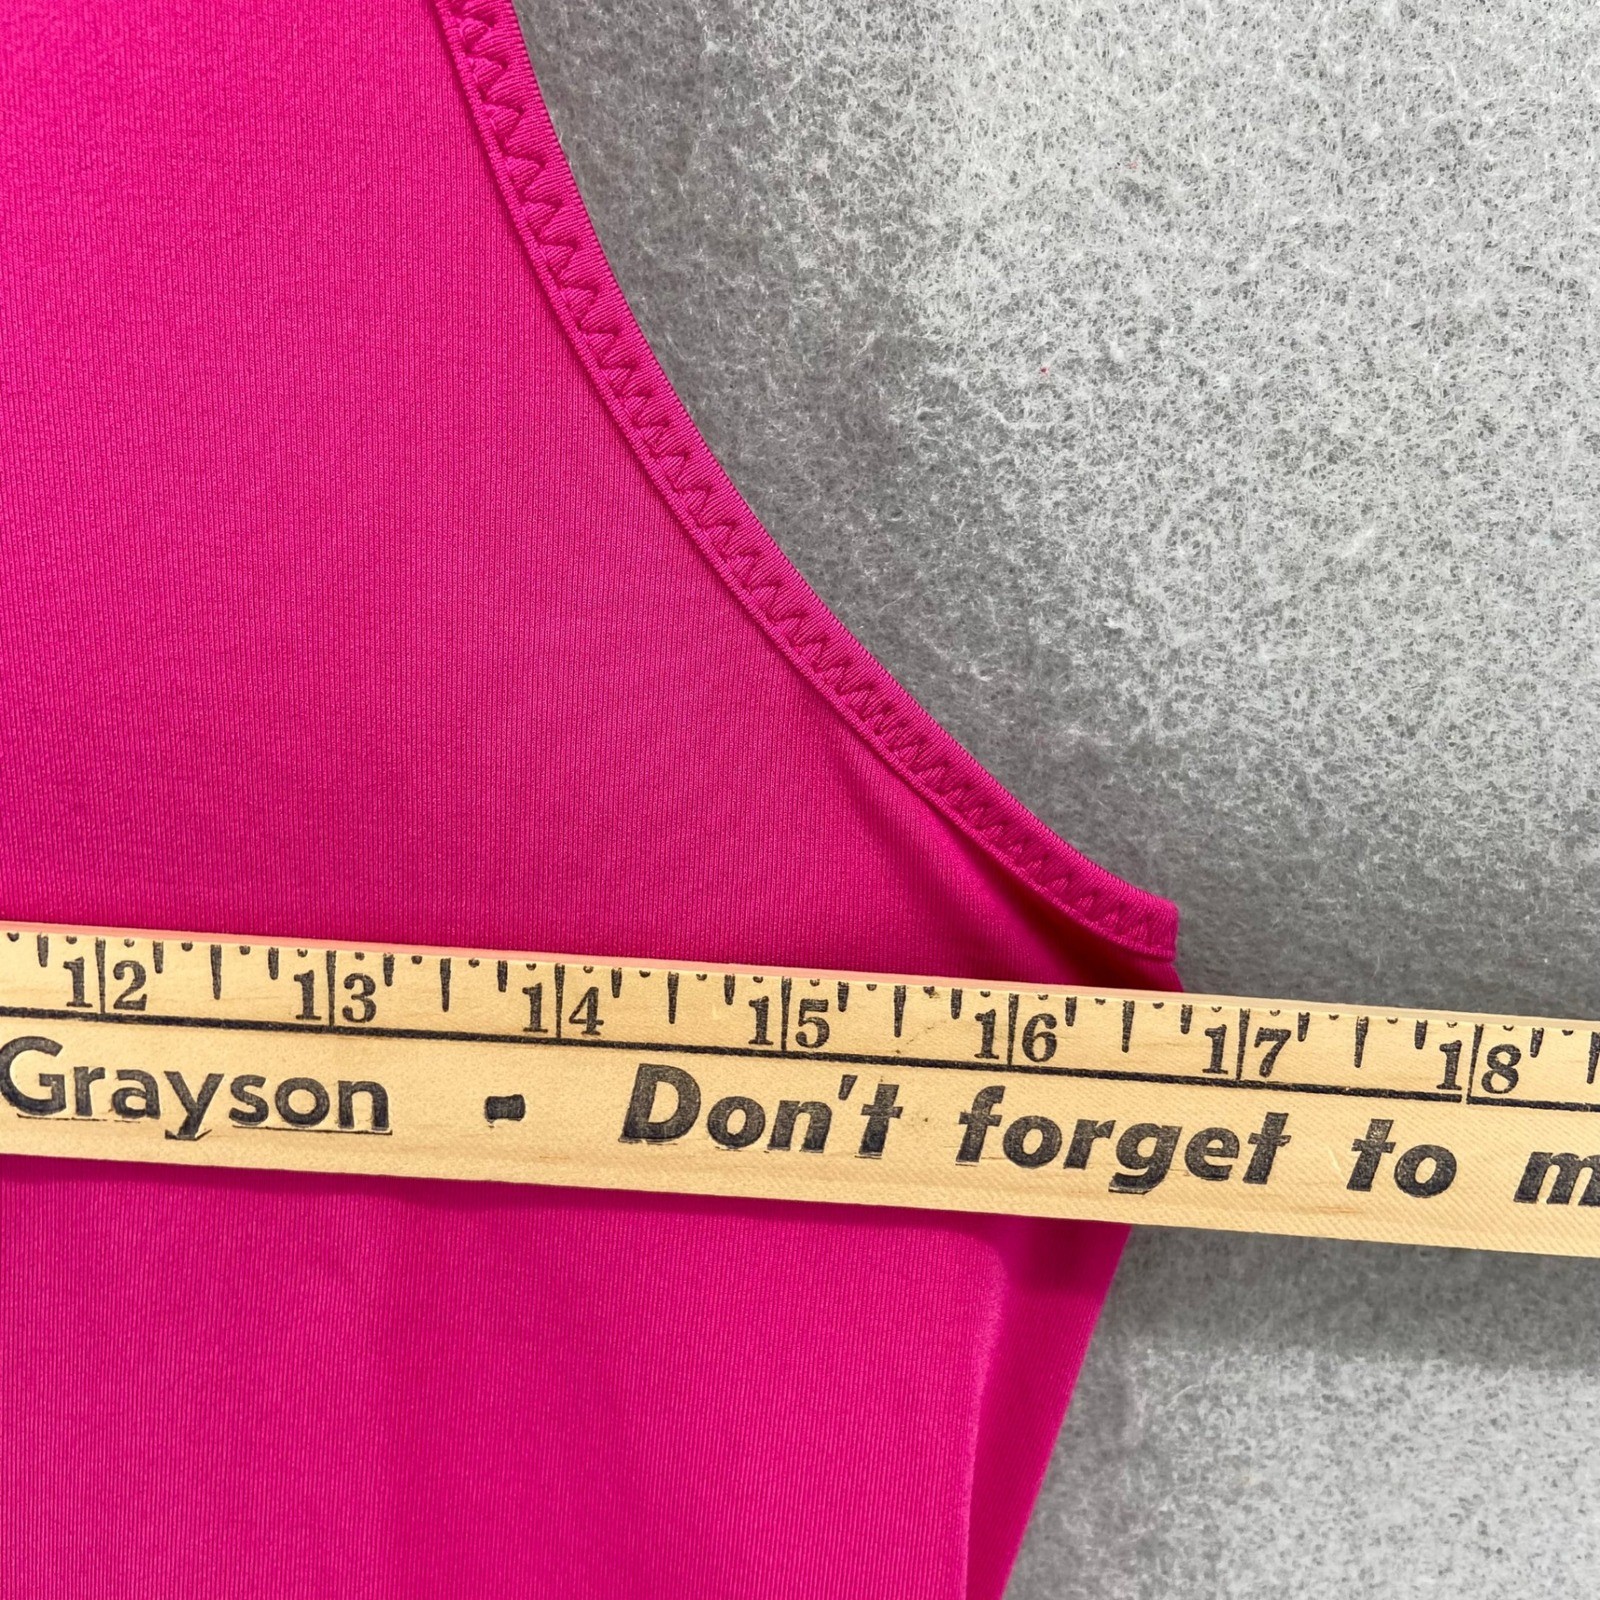 12 13 14 15 16 17 18
Grayson - Don't forget to m